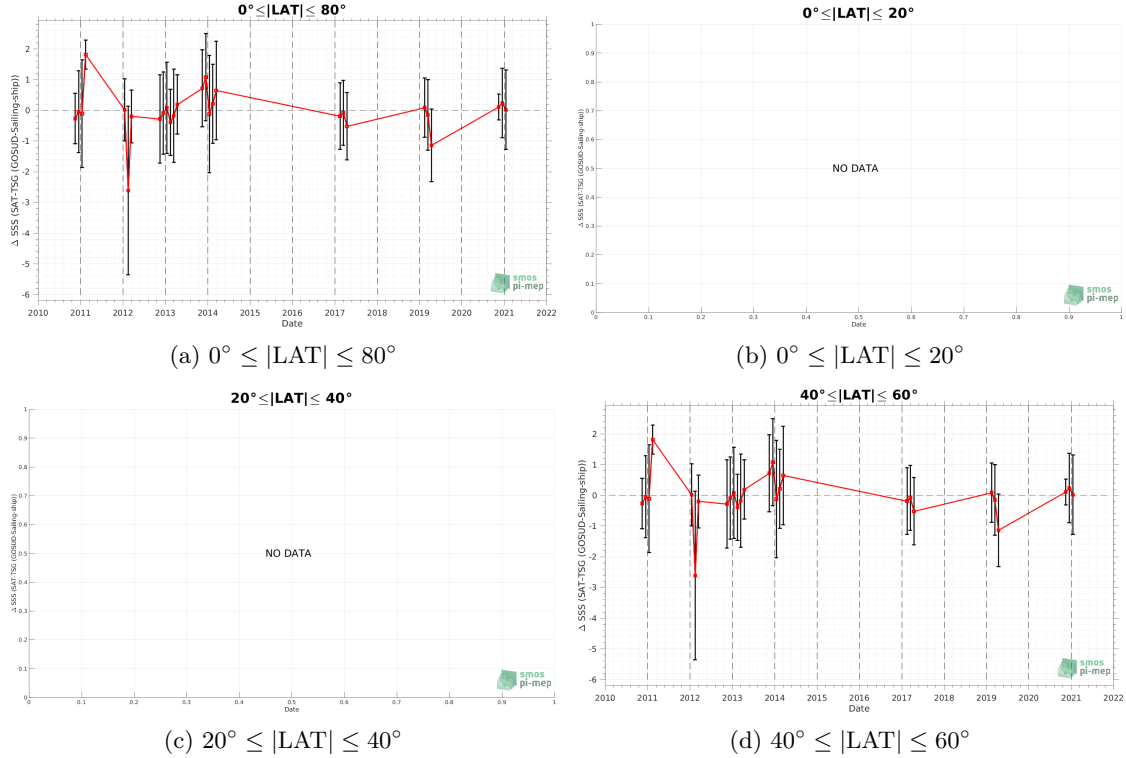 0°≤|LAT|≤ 80°
Δ SSS (SAT-TSG (GOSUD-Sailing-ship))
2
1
0
-1
-2
-3
-4
-5
-6
2010 2011 2012 2013 2014 2015 2016 2017 2018 2019 2020 2021 2022
Date
smos
pi-mep
(a) 0° ≤ |LAT| ≤ 80°
0°≤|LAT|≤ 20°
Δ SSS (SAT-TSG (GOSUD-Sailing-ship))
1
0.9
0.8
0.7
0.6
0.5
0.4
0.3
0.2
0.1
0
NO DATA
0 0.1 0.2 0.3 0.4 0.5 0.6 0.7 0.8 0.9 1
Date
smos
pi-mep
(b) 0° ≤ |LAT| ≤ 20°
20°≤|LAT|≤ 40°
Δ SSS (SAT-TSG (GOSUD-Sailing-ship))
1
0.9
0.8
0.7
0.6
0.5
0.4
0.3
0.2
0.1
0
NO DATA
0 0.1 0.2 0.3 0.4 0.5 0.6 0.7 0.8 0.9 1
Date
smos
pi-mep
(c) 20° ≤ |LAT| ≤ 40°
40°≤|LAT|≤ 60°
Δ SSS (SAT-TSG (GOSUD-Sailing-ship))
2
1
0
-1
-2
-3
-4
-5
-6
2010 2011 2012 2013 2014 2015 2016 2017 2018 2019 2020 2021 2022
Date
smos
pi-mep
(d) 40° ≤ |LAT| ≤ 60°